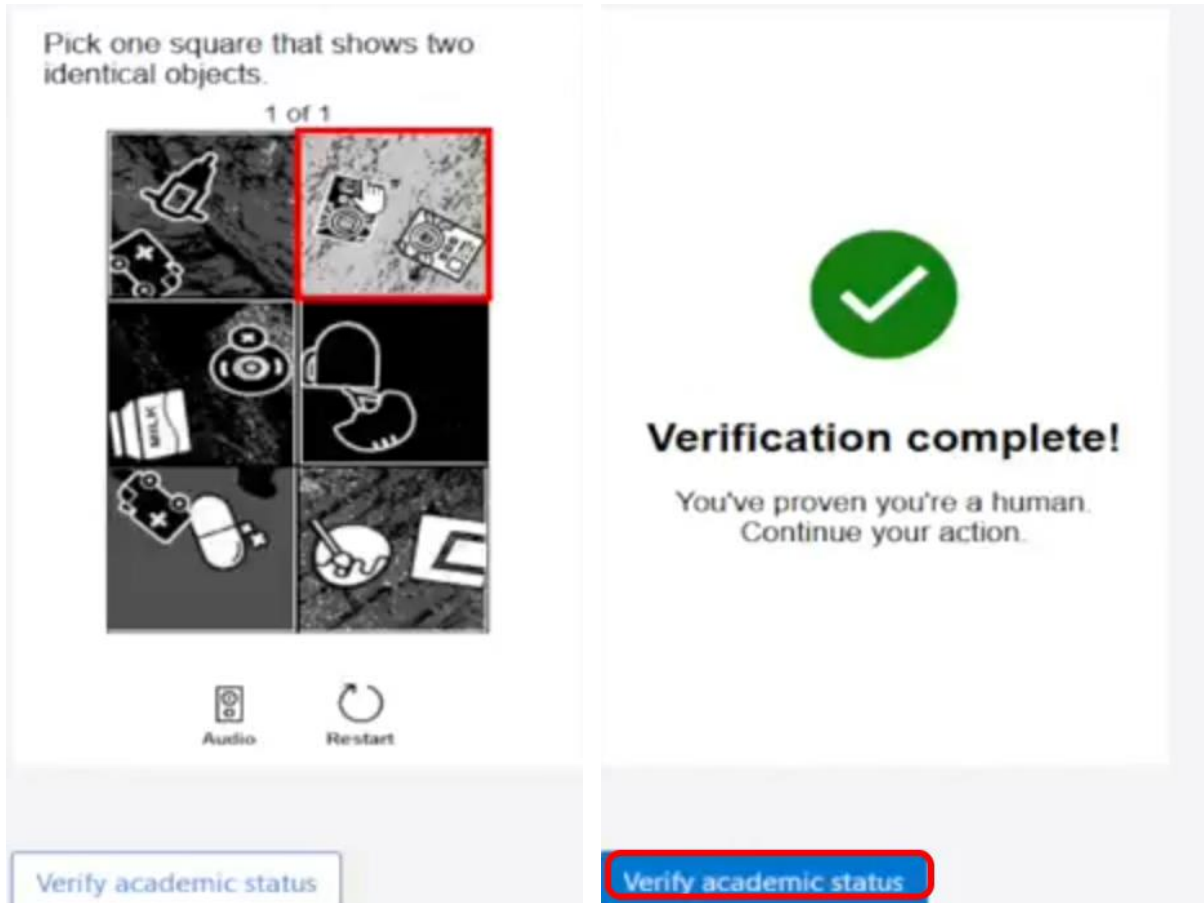 Pick one square that shows two
identical objects.
1 of 1
MILK
Audio
Restart
Verify academic status
Verification complete!
You've proven you're a human.
Continue your action.
Verify academic status